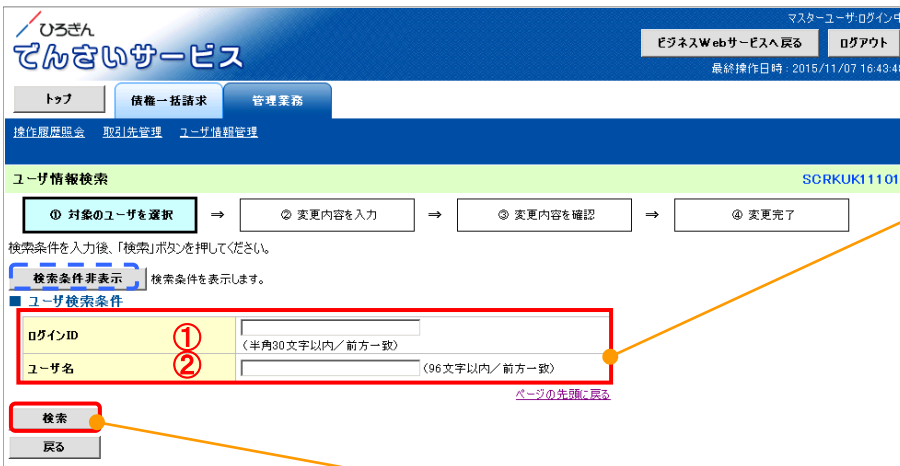 マスターユーザ:ログイン中
ひろぎん
でんさいサービス
ビジネスWebサービスへ戻る ログアウト
最終操作日時:2015/11/07 16:43:48
トップ 債権一括請求 管理業務
操作履歴照会 取引先管理 ユーザ情報管理
ユーザ情報検索 SCRKUK11101
① 対象のユーザを選択 ⇒ ② 変更内容を入力 ⇒ ③ 変更内容を確認 ⇒ ④ 変更完了
検索条件を入力後、「検索」ボタンを押してください。
検索条件非表示 検索条件を表示します。
■ ユーザ検索条件
ログインID ①
(半角30文字以内/前方一致)
ユーザ名 ② (96文字以内/前方一致)
ページの先頭に戻る
検索
戻る